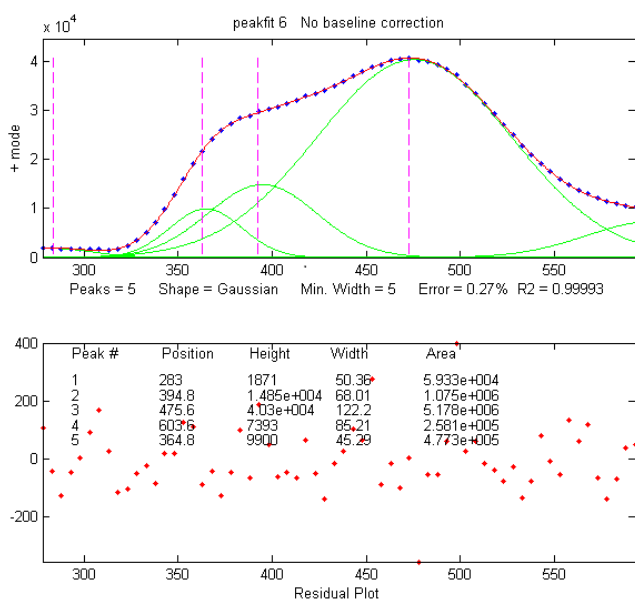 peakfit 6 No baseline correction
x 10⁴
4
3
2
1
0
+ mode
300 350 400 450 500 550
Peaks = 5 Shape = Gaussian Min. Width = 5 Error = 0.27% R2 = 0.99993
400
200
0
-200
Peak # Position Height Width Area
1 283 1871 50.36 5.933e+004
2 394.8 1.485e+004 68.01 1.075e+006
3 475.6 4.03e+004 122.2 5.178e+006
4 603.6 7393 85.21 2.581e+005
5 364.8 9900 45.29 4.773e+005
300 350 400 450 500 550
Residual Plot